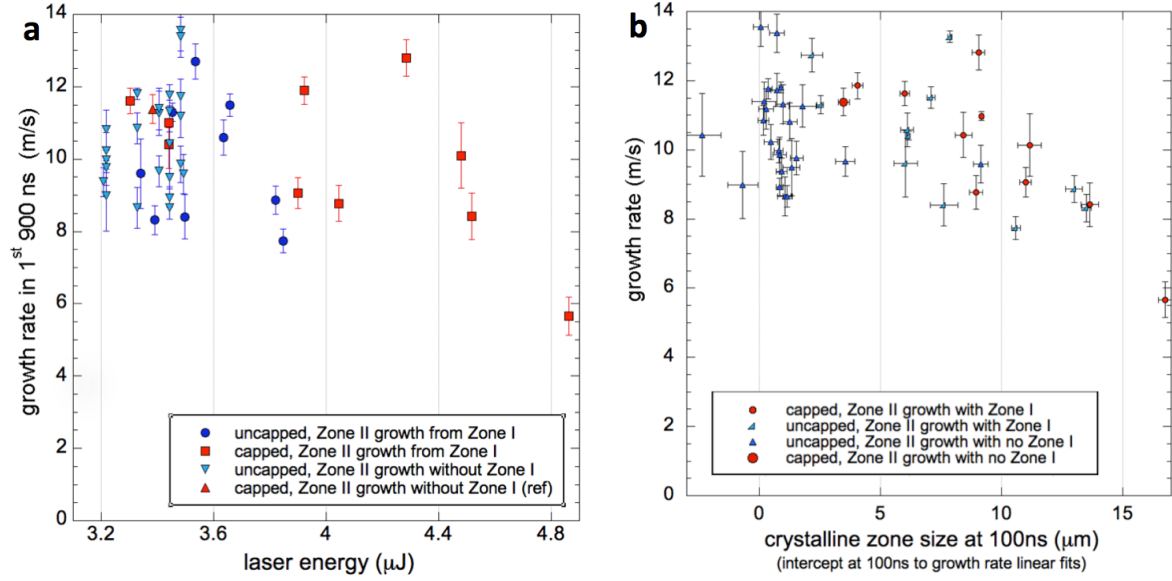 a
14
12
10
8
6
4
2
0
growth rate in 1st 900 ns (m/s)
uncapped, Zone II growth from Zone I
capped, Zone II growth from Zone I
uncapped, Zone II growth without Zone I
capped, Zone II growth without Zone I (ref)
3.2 3.6 4 4.4 4.8
laser energy (μJ)
b
14
12
10
8
6
4
2
0
growth rate (m/s)
capped, Zone II growth with Zone I
uncapped, Zone II growth with Zone I
uncapped, Zone II growth with no Zone I
capped, Zone II growth with no Zone I
0 5 10 15
crystalline zone size at 100ns (μm)
(intercept at 100ns to growth rate linear fits)